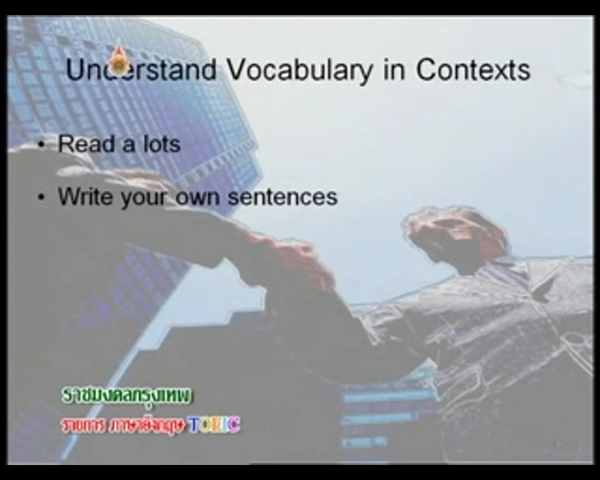 Understand Vocabulary in Contexts
• Read a lots
• Write your own sentences
ราชมงคลกรุงเทพ
รายการ ภาษาอังกฤษ TOEIC